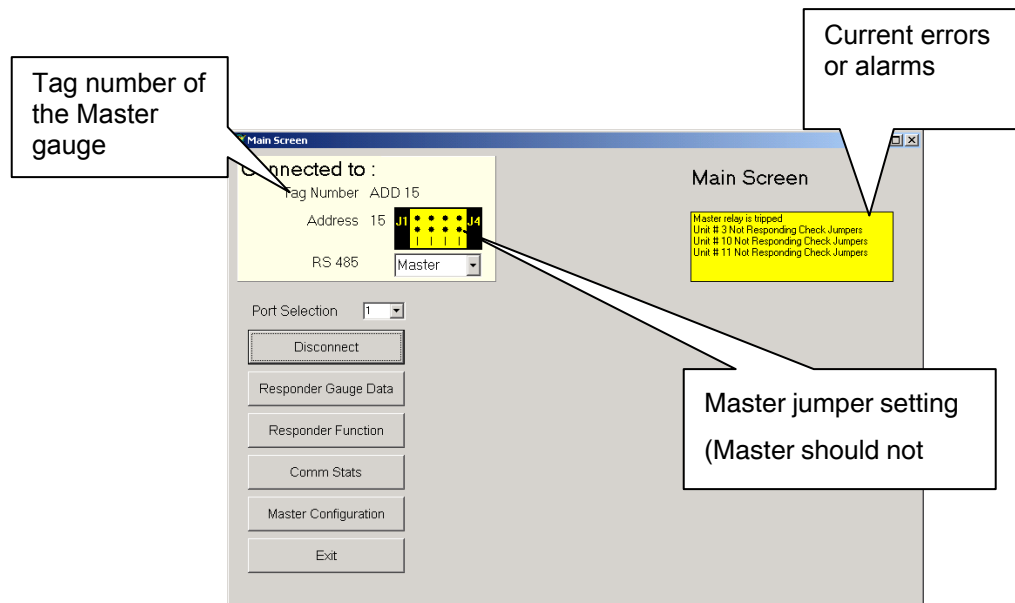 Current errors
or alarms
Tag number of
the Master
gauge
Main Screen
Connected to :
Tag Number ADD 15
Address 15 J1 J4
RS 485 Master
Main Screen
Master relay is tripped
Unit # 3 Not Responding Check Jumpers
Unit # 10 Not Responding Check Jumpers
Unit # 11 Not Responding Check Jumpers
Port Selection 1
Disconnect
Responder Gauge Data
Responder Function
Comm Stats
Master Configuration
Exit
Master jumper setting
(Master should not